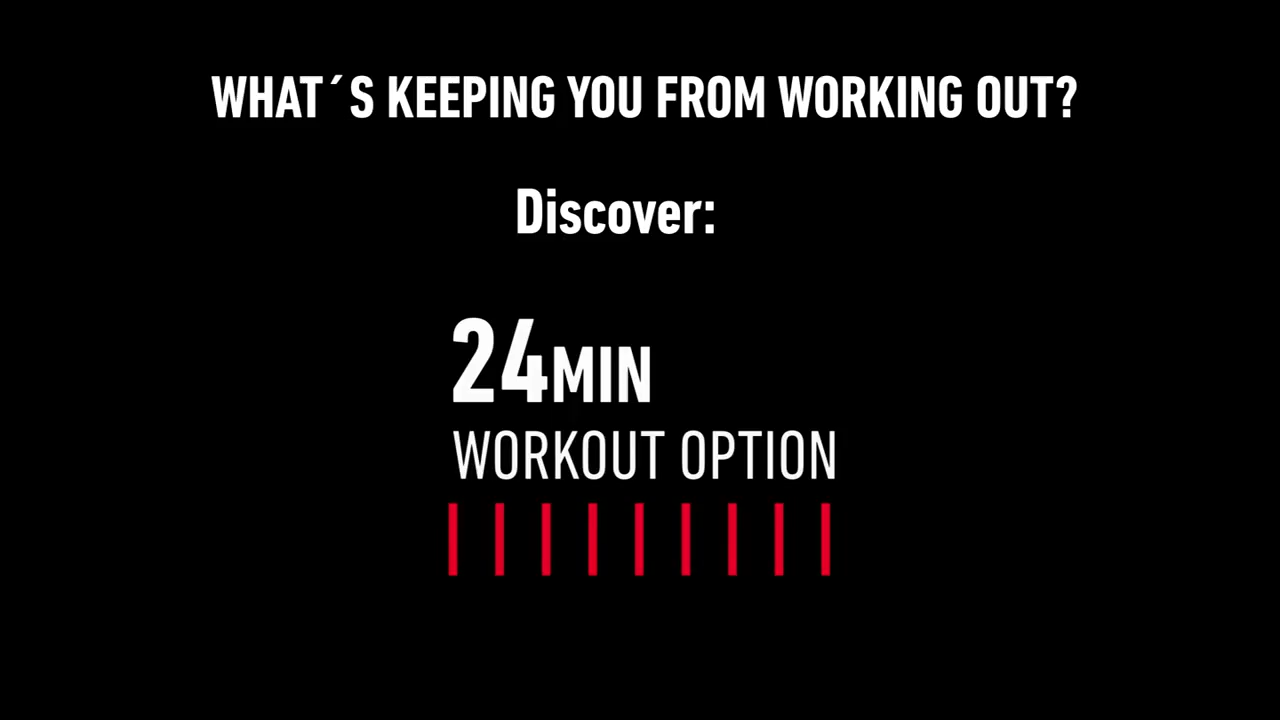 WHAT´S KEEPING YOU FROM WORKING OUT?
Discover:
24MIN
WORKOUT OPTION